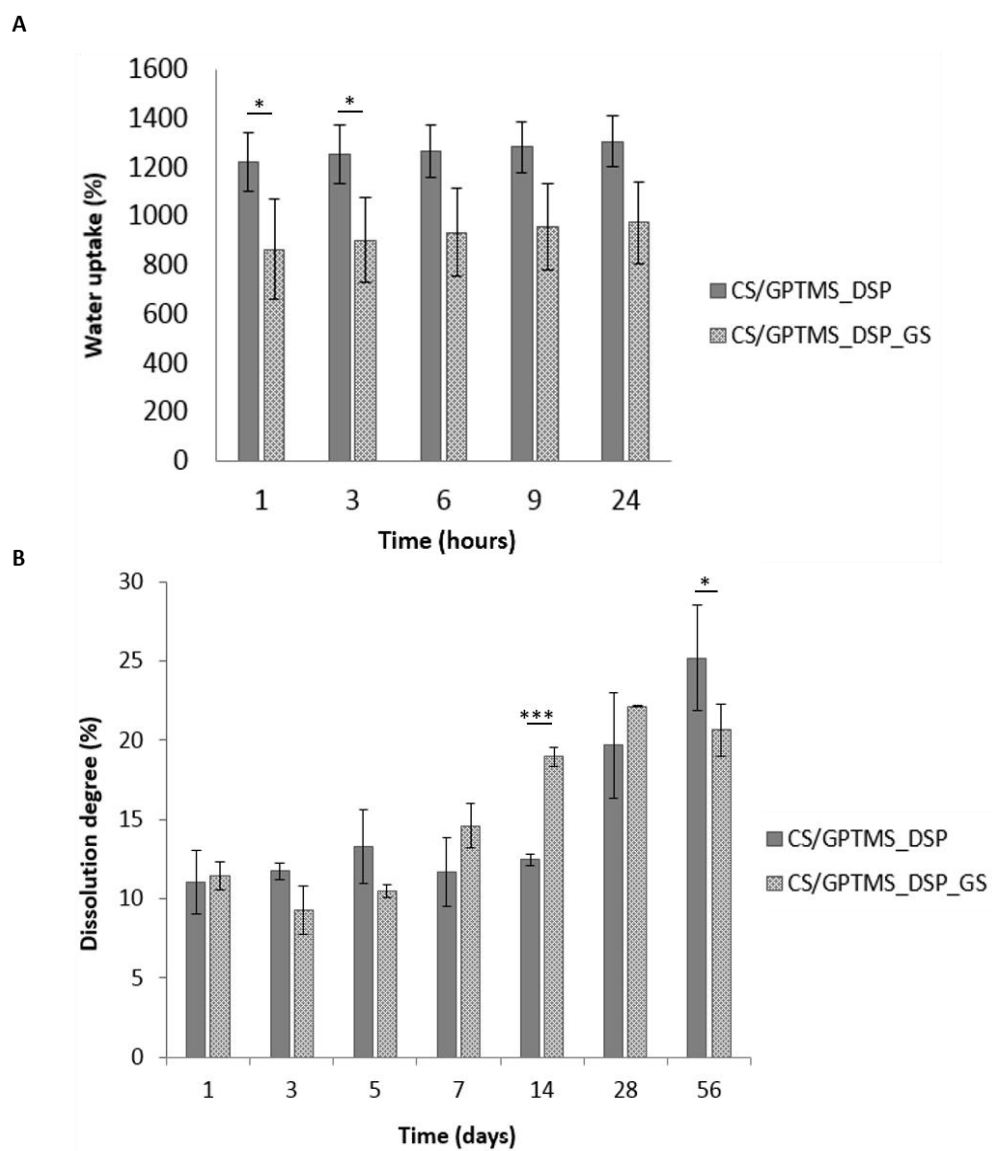 A
1600
1400
1200
1000
800
600
400
200
0
Water uptake (%)
* *
1 3 6 9 24
Time (hours)
CS/GPTMS_DSP
CS/GPTMS_DSP_GS
B
30
25
20
15
10
5
0
Dissolution degree (%)
*** *
1 3 5 7 14 28 56
Time (days)
CS/GPTMS_DSP
CS/GPTMS_DSP_GS